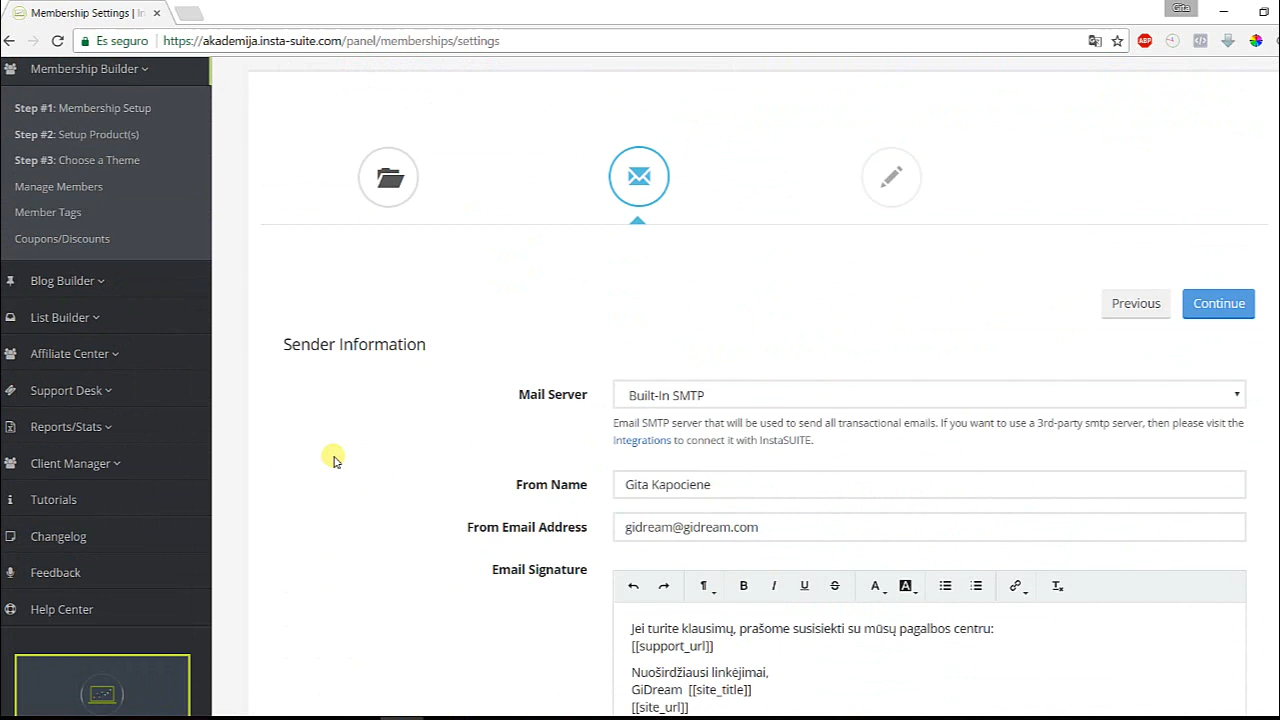 Membership Settings | In
Gita
Es seguro
https://akademija.insta-suite.com/panel/memberships/settings
ABP
Membership Builder
Step #1: Membership Setup
Step #2: Setup Product(s)
Step #3: Choose a Theme
Manage Members
Member Tags
Coupons/Discounts
Blog Builder
List Builder
Affiliate Center
Support Desk
Reports/Stats
Client Manager
Tutorials
Changelog
Feedback
Help Center
Previous
Continue
Sender Information
Mail Server
Built-In SMTP
Email SMTP server that will be used to send all transactional emails. If you want to use a 3rd-party smtp server, then please visit the
Integrations to connect it with InstaSUITE.
From Name
Gita Kapociene
From Email Address
gidream@gidream.com
Email Signature
Jei turite klausimų, prašome susisiekti su mūsų pagalbos centru:
[[support_url]]
Nuoširdžiausi linkėjimai,
GiDream [[site_title]]
[[site_url]]